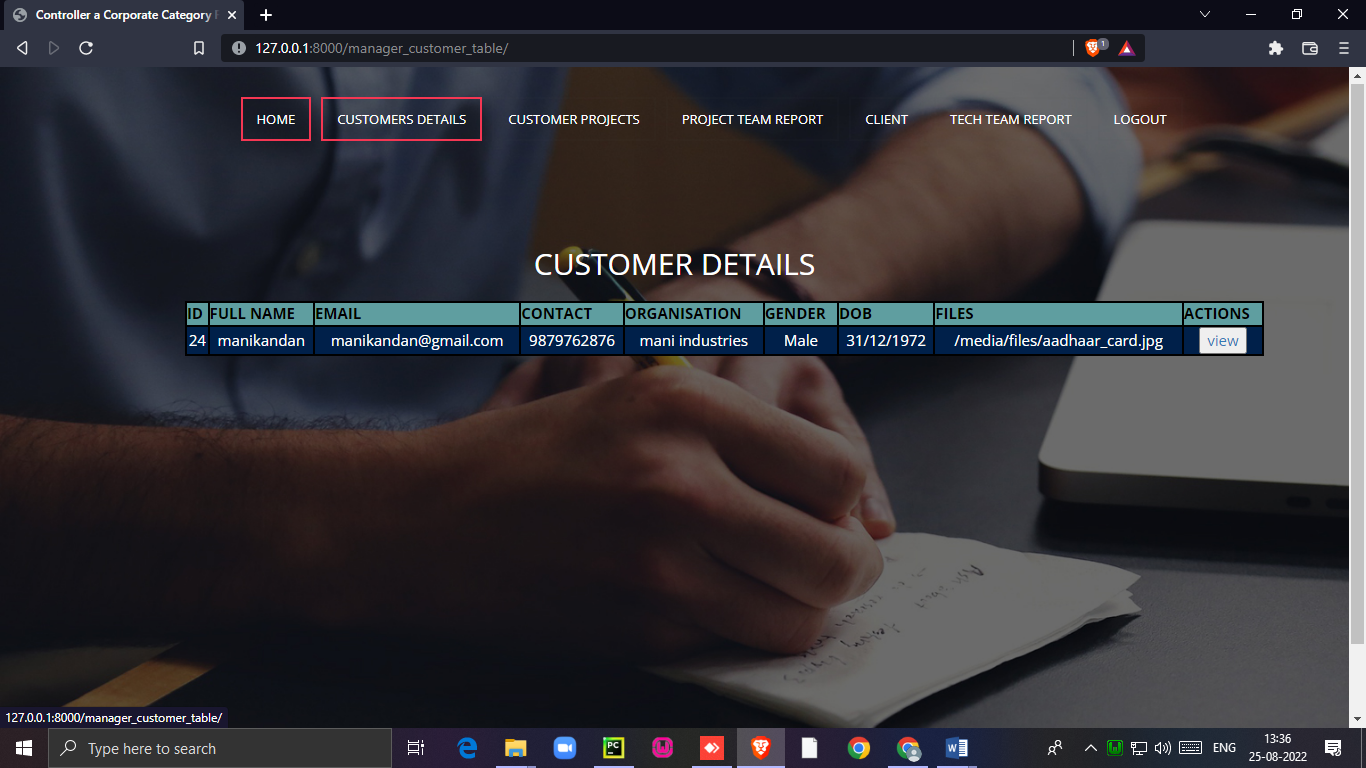 Controller a Corporate Category
127.0.0.1:8000/manager_customer_table/
1
HOME CUSTOMERS DETAILS CUSTOMER PROJECTS PROJECT TEAM REPORT CLIENT TECH TEAM REPORT LOGOUT
CUSTOMER DETAILS
ID FULL NAME EMAIL CONTACT ORGANISATION GENDER DOB FILES ACTIONS
24 manikandan manikandan@gmail.com 9879762876 mani industries Male 31/12/1972 /media/files/aadhaar_card.jpg view
127.0.0.1:8000/manager_customer_table/
Type here to search
PC
W
ENG
13:36
25-08-2022